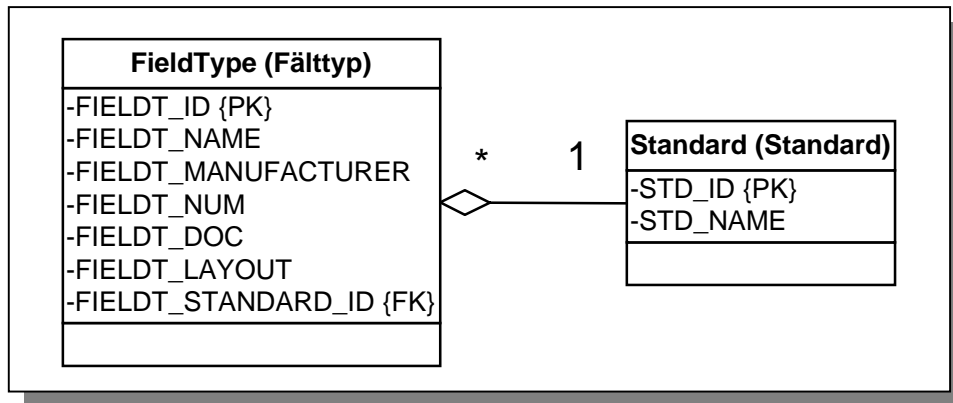 FieldType (Fälttyp)
-FIELDT_ID {PK}
-FIELDT_NAME
-FIELDT_MANUFACTURER
-FIELDT_NUM
-FIELDT_DOC
-FIELDT_LAYOUT
-FIELDT_STANDARD_ID {FK}
* 1
Standard (Standard)
-STD_ID {PK}
-STD_NAME